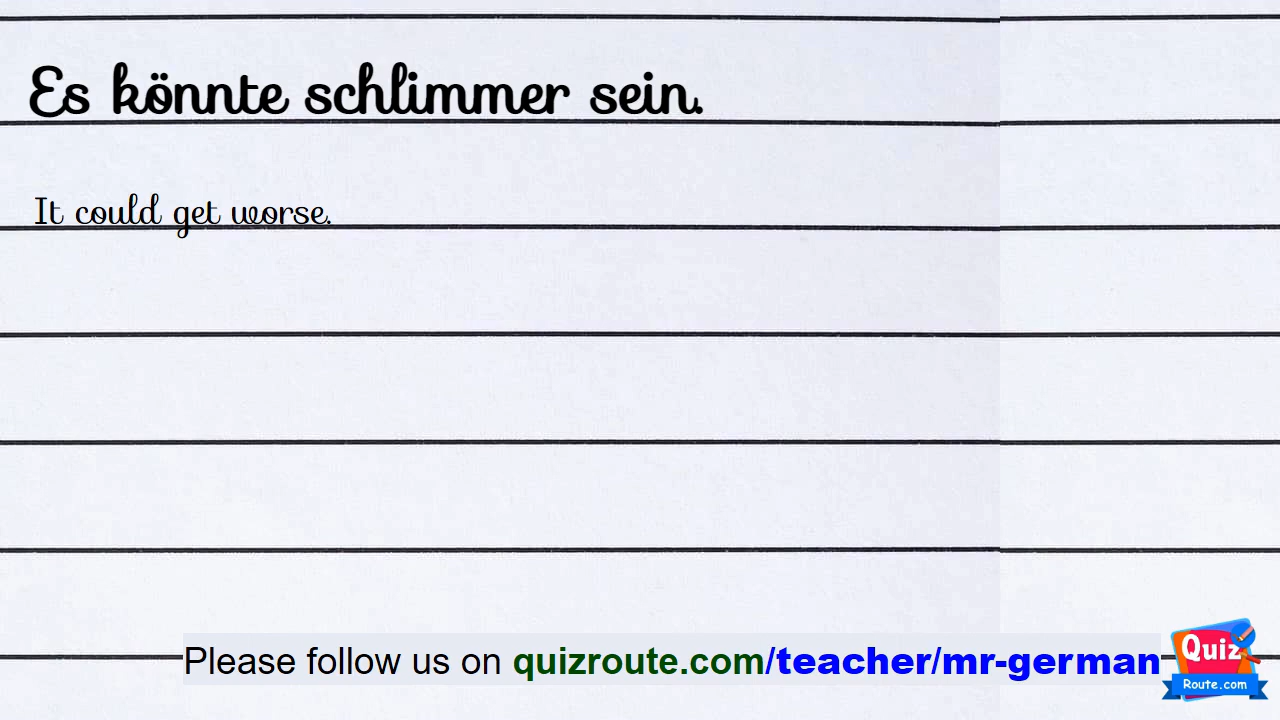 Es könnte schlimmer sein.
It could get worse.
Please follow us on quizroute.com/teacher/mr-german
Quiz
Route.com